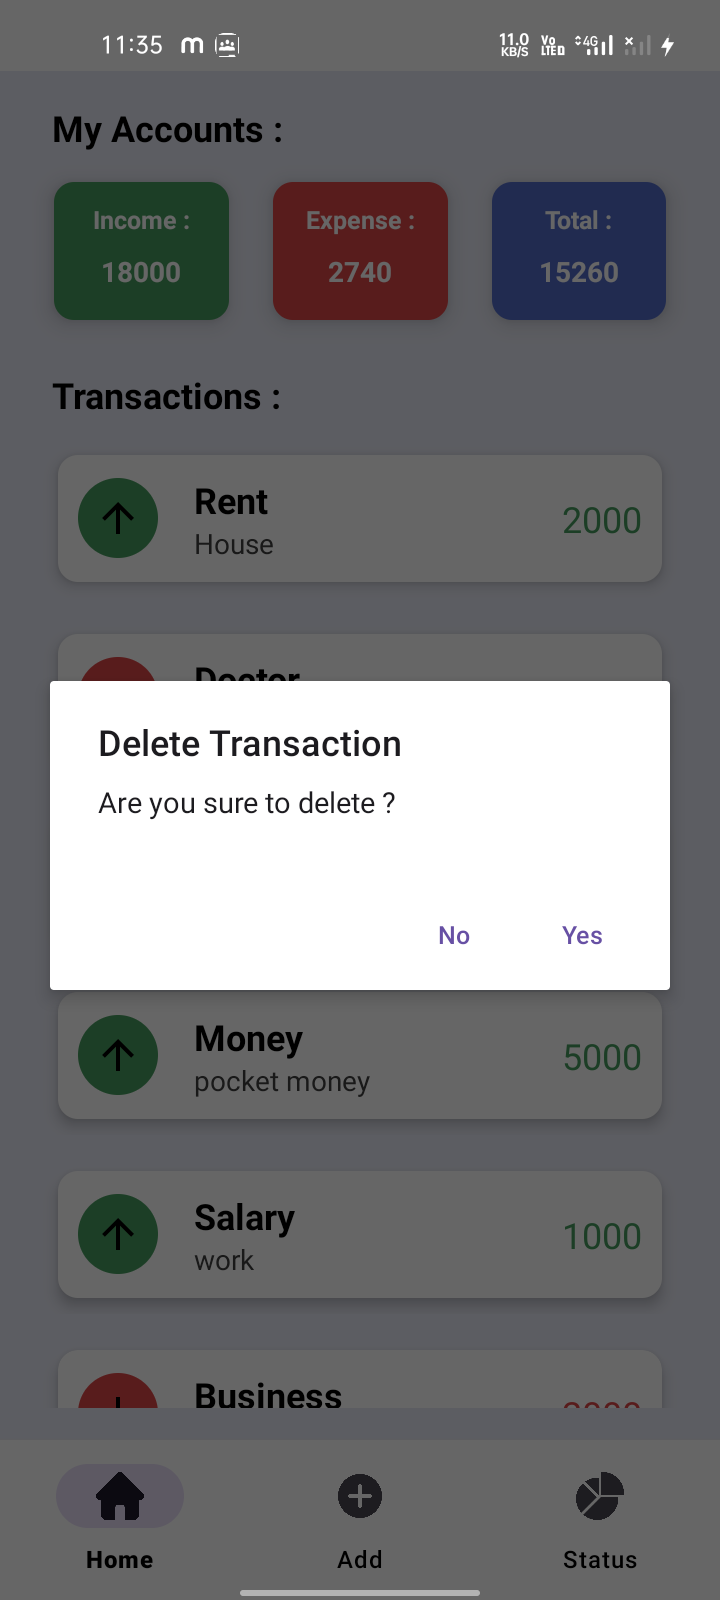 11:35 m 11.0 KB/S Vo LTE 4G
My Accounts :
Income : Expense : Total :
18000 2740 15260
Transactions :
Rent
House
2000
Doctor
Delete Transaction
Are you sure to delete ?
No Yes
Money
pocket money
5000
Salary
work
1000
Business
Home Add Status